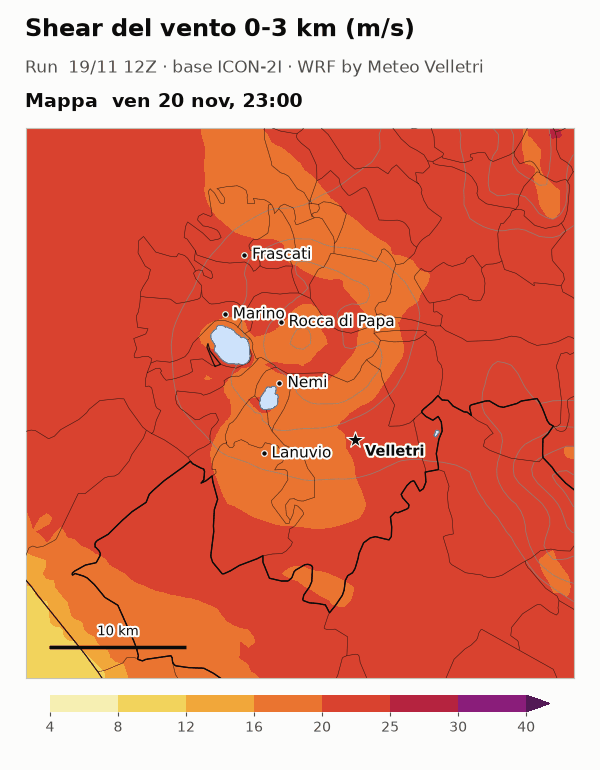 Shear del vento 0-3 km (m/s)
Run  19/11 12Z · base ICON-2I · WRF by Meteo Velletri
Mappa  ven 20 nov, 23:00
Frascati
Marino
Rocca di Papa
Nemi
Velletri
Lanuvio
10 km
4 8 12 16 20 25 30 40